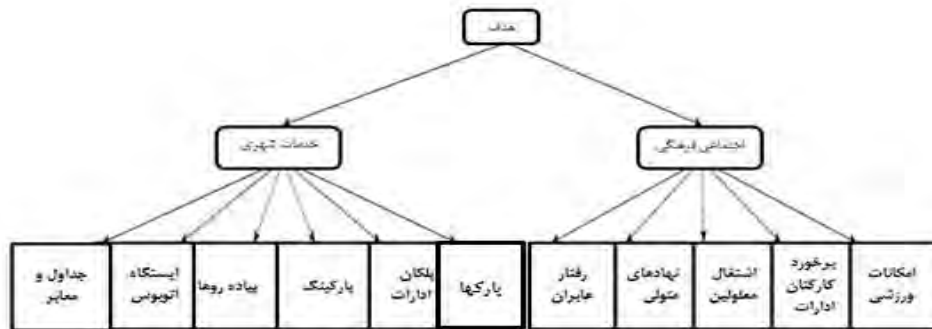 هدف
اجتماعی فرهنگی
خدمات شهری
امکانات
ورزشی
برخورد
کارکنان
ادارات
اشتغال
معلولین
نهادهای
متولی
رفتار
عابران
پارکها
پلکان
ادارات
پارکینگ
پیاده روها
ایستگاه
اتوبوس
جداول و
معابر